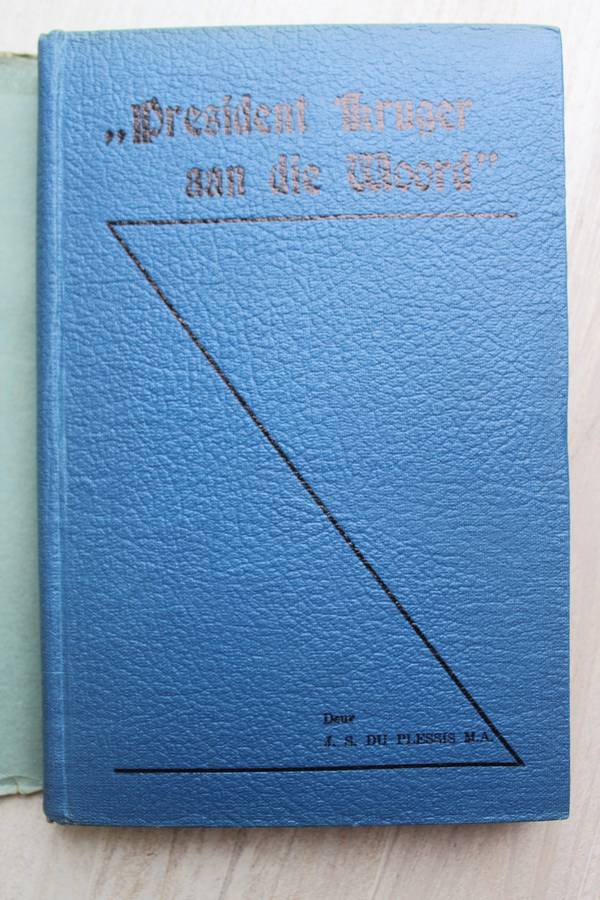 „President Kruger
aan die Woord”
Deur
J. S. DU PLESSIS M.A.